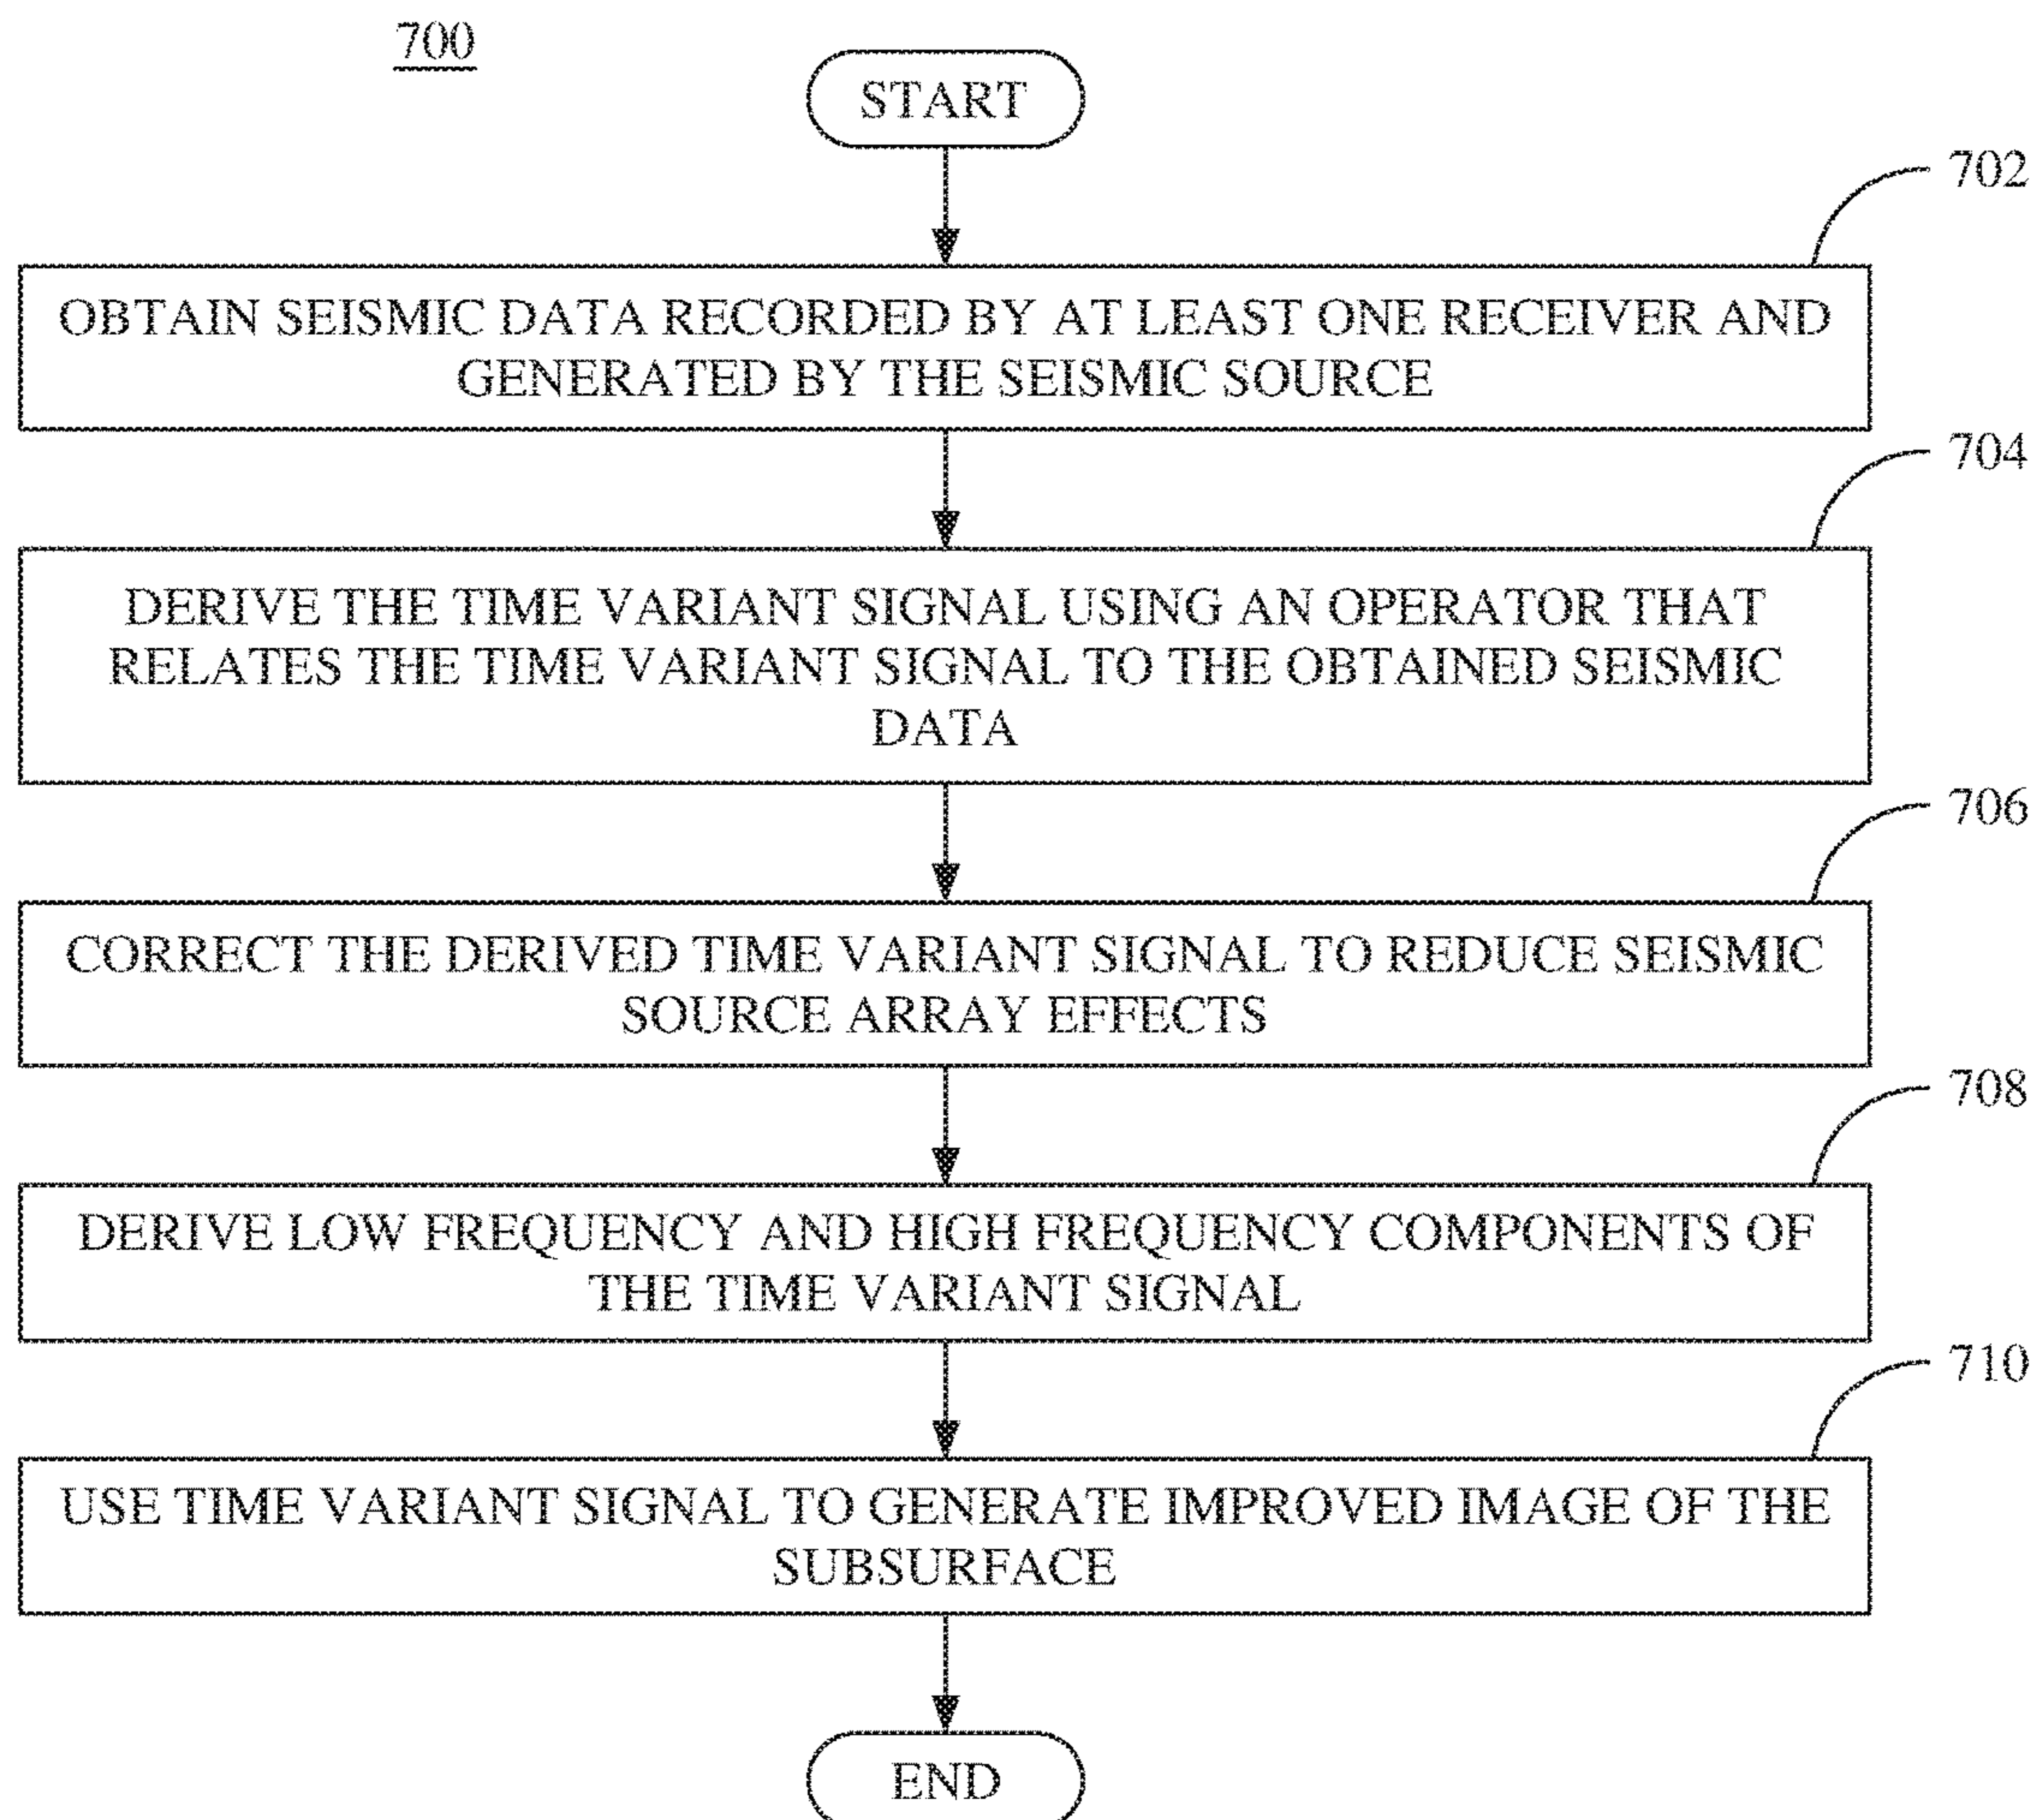 700
START
702
OBTAIN SEISMIC DATA RECORDED BY AT LEAST ONE RECEIVER AND
GENERATED BY THE SEISMIC SOURCE
704
DERIVE THE TIME VARIANT SIGNAL USING AN OPERATOR THAT
RELATES THE TIME VARIANT SIGNAL TO THE OBTAINED SEISMIC
DATA
706
CORRECT THE DERIVED TIME VARIANT SIGNAL TO REDUCE SEISMIC
SOURCE ARRAY EFFECTS
708
DERIVE LOW FREQUENCY AND HIGH FREQUENCY COMPONENTS OF
THE TIME VARIANT SIGNAL
710
USE TIME VARIANT SIGNAL TO GENERATE IMPROVED IMAGE OF THE
SUBSURFACE
END